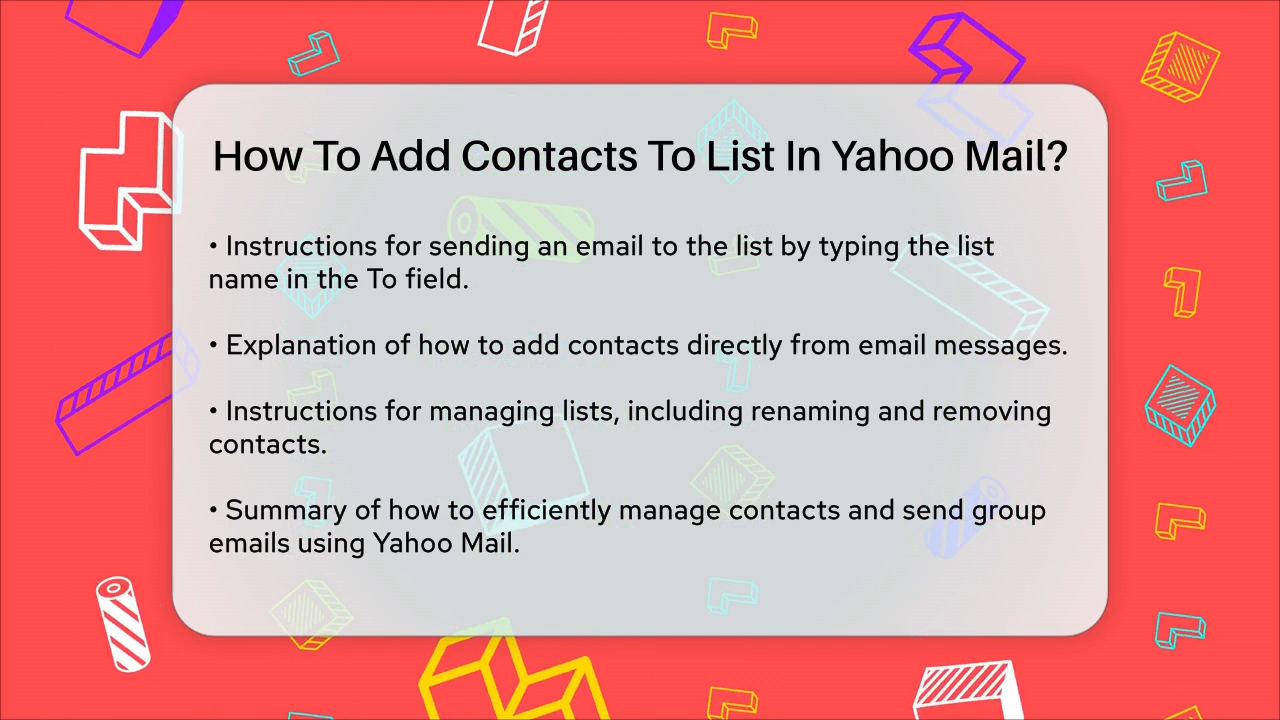 How To Add Contacts To List In Yahoo Mail?
• Instructions for sending an email to the list by typing the list
name in the To field.
• Explanation of how to add contacts directly from email messages.
• Instructions for managing lists, including renaming and removing
contacts.
• Summary of how to efficiently manage contacts and send group
emails using Yahoo Mail.